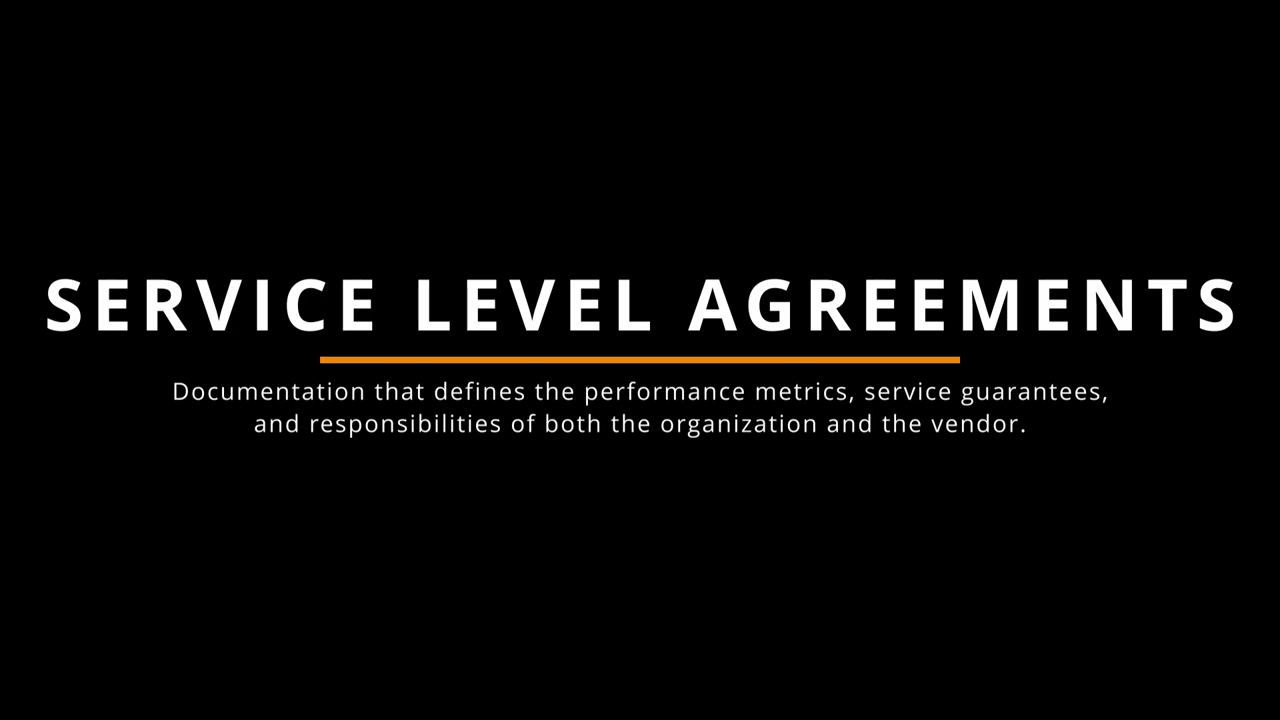 SERVICE LEVEL AGREEMENTS
Documentation that defines the performance metrics, service guarantees,
and responsibilities of both the organization and the vendor.